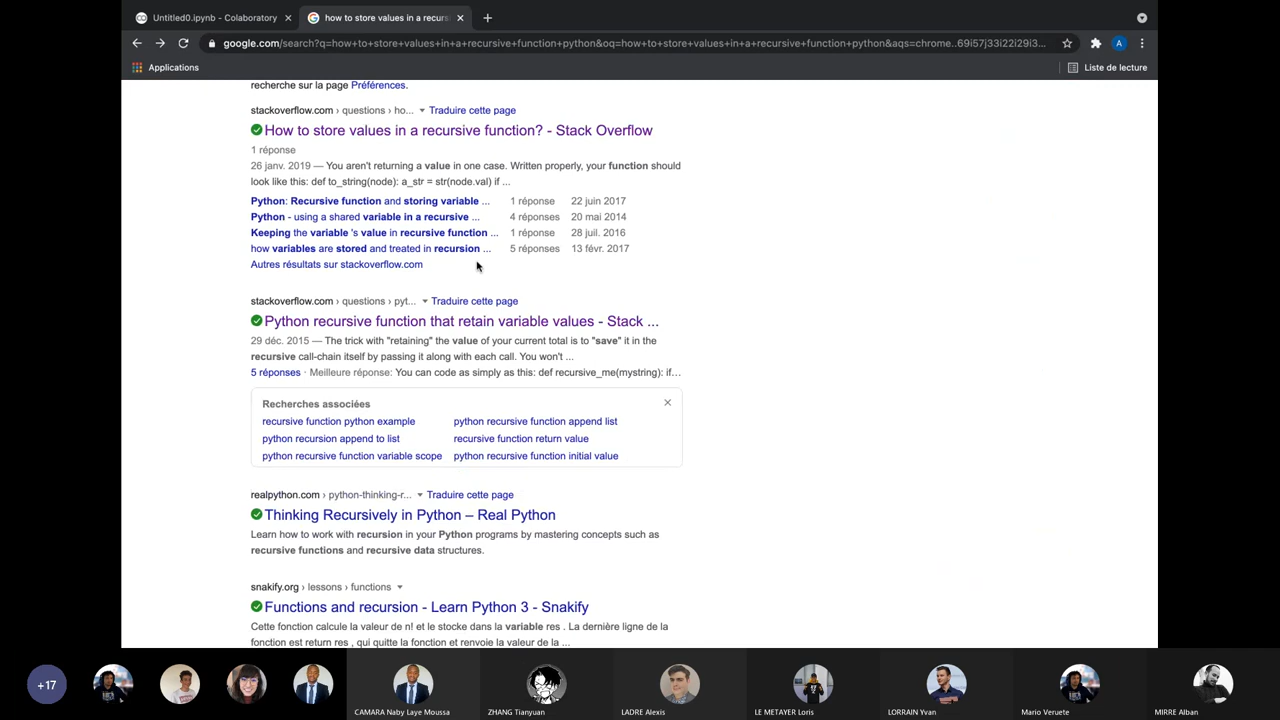 Untitled0.ipynb - Colaboratory
how to store values in a recurs
google.com/search?q=how+to+store+values+in+a+recursive+function+python&oq=how+to+store+values+in+a+recursive+function+python&aqs=chrome..69i57j33i22i29i3...
A
Applications
Liste de lecture
recherche sur la page Préférences.
stackoverflow.com › questions › ho... Traduire cette page
How to store values in a recursive function? - Stack Overflow
1 réponse
26 janv. 2019 — You aren't returning a value in one case. Written properly, your function should
look like this: def to_string(node): a_str = str(node.val) if ...
Python: Recursive function and storing variable ... 1 réponse 22 juin 2017
Python - using a shared variable in a recursive ... 4 réponses 20 mai 2014
Keeping the variable 's value in recursive function ... 1 réponse 28 juil. 2016
how variables are stored and treated in recursion ... 5 réponses 13 févr. 2017
Autres résultats sur stackoverflow.com
stackoverflow.com › questions › pyt... Traduire cette page
Python recursive function that retain variable values - Stack ...
29 déc. 2015 — The trick with "retaining" the value of your current total is to "save" it in the
recursive call-chain itself by passing it along with each call. You won't ...
5 réponses · Meilleure réponse: You can code as simply as this: def recursive_me(mystring): if…
Recherches associées
recursive function python example python recursive function append list
python recursion append to list recursive function return value
python recursive function variable scope python recursive function initial value
realpython.com › python-thinking-r... Traduire cette page
Thinking Recursively in Python – Real Python
Learn how to work with recursion in your Python programs by mastering concepts such as
recursive functions and recursive data structures.
snakify.org › lessons › functions
Functions and recursion - Learn Python 3 - Snakify
Cette fonction calcule la valeur de n! et le stocke dans la variable res . La dernière ligne de la
fonction est return res , qui quitte la fonction et renvoie la valeur de la ...
+17
CAMARA Naby Laye Moussa
ZHANG Tianyuan
LADRE Alexis
LE METAYER Loris
LORRAIN Yvan
Mario Veruete
MIRRE Alban